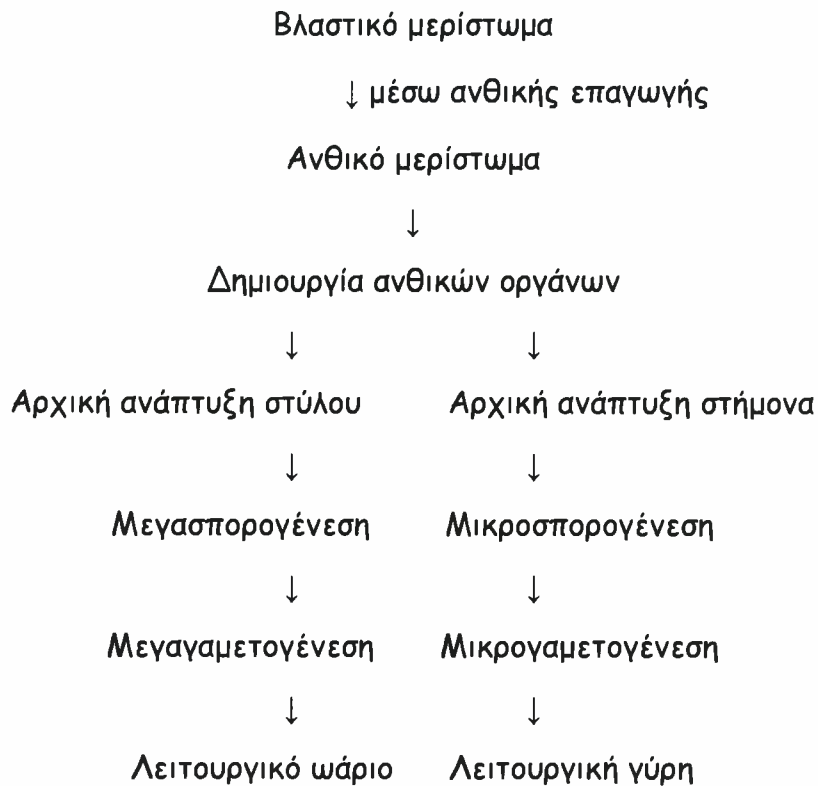 Βλαστικό μερίστωμα
↓ μέσω ανθικής επαγωγής
Ανθικό μερίστωμα
↓
Δημιουργία ανθικών οργάνων
↓ ↓
Αρχική ανάπτυξη στύλου Αρχική ανάπτυξη στήμονα
↓ ↓
Μεγασπορογένεση Μικροσπορογένεση
↓ ↓
Μεγαγαμετογένεση Μικρογαμετογένεση
↓ ↓
Λειτουργικό ωάριο Λειτουργική γύρη